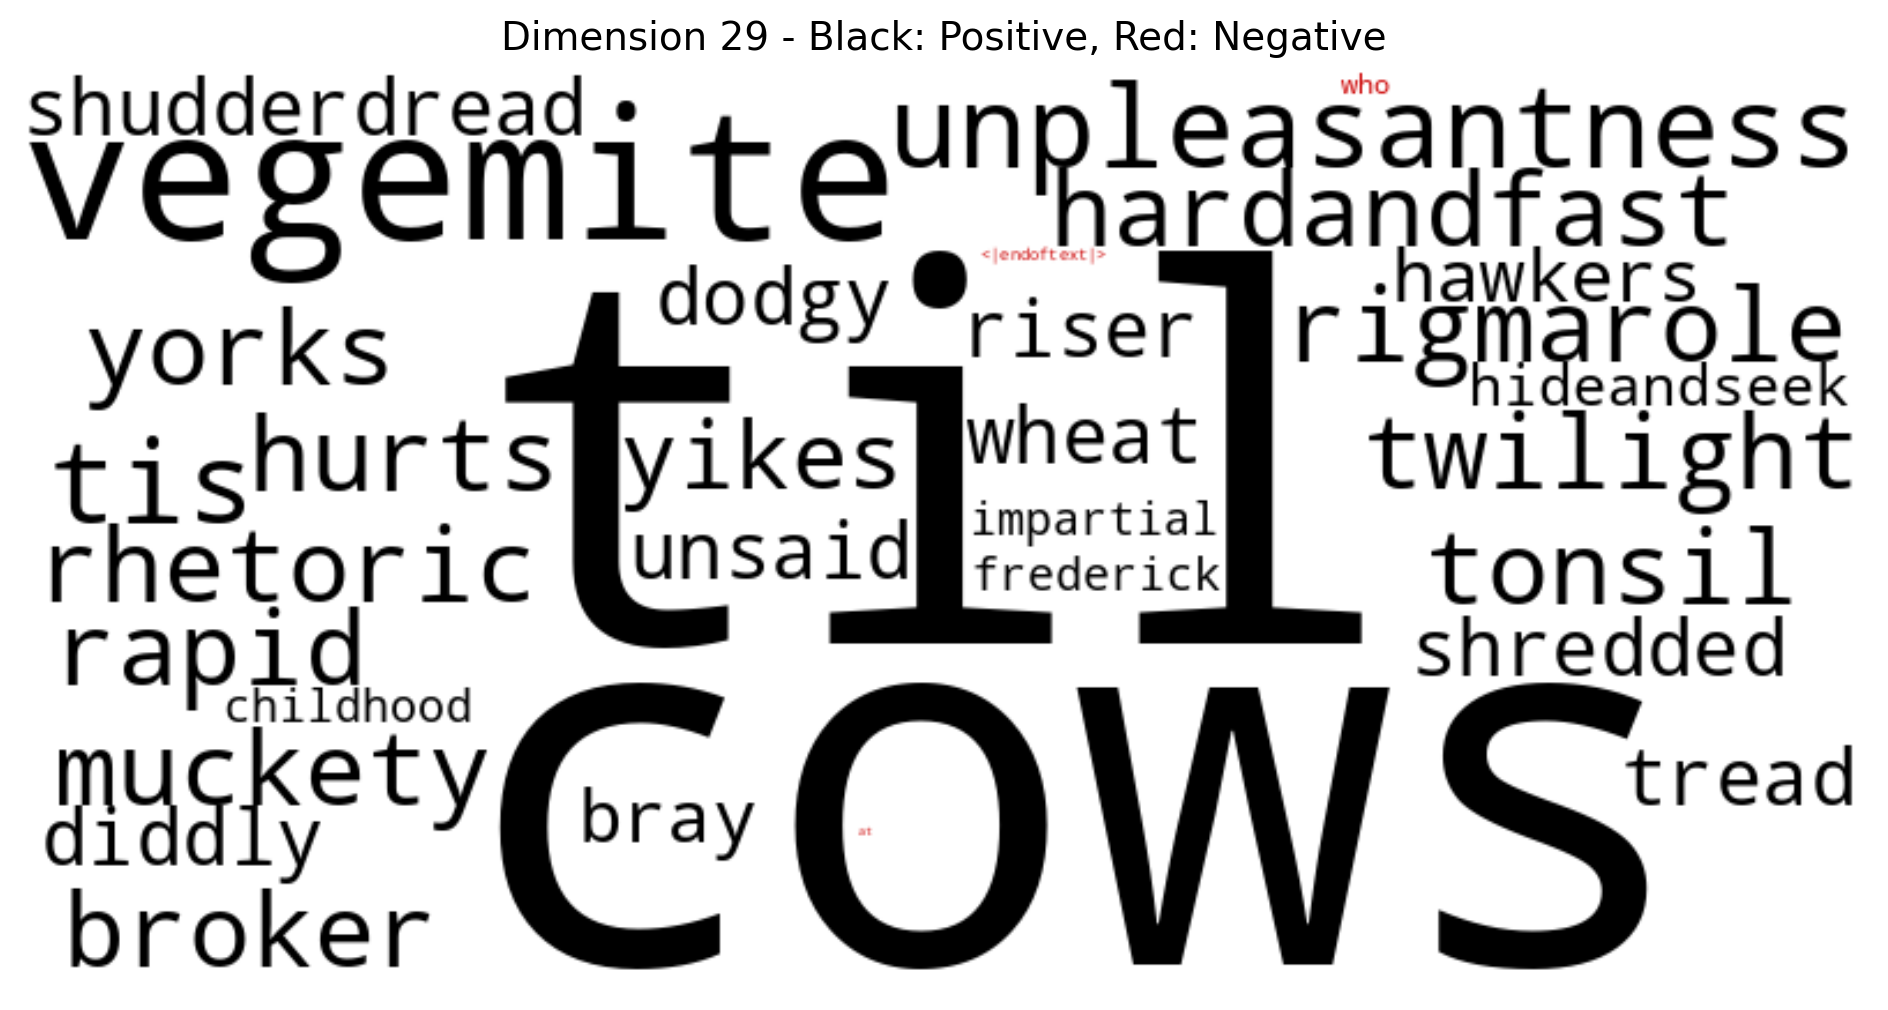 Dimension 29 - Black: Positive, Red: Negative
shudderdread
who
vegemite
unpleasantness
hardandfast
<|endoftext|>
dodgy
hawkers
riser
rigmarole
yorks
til
hideandseek
tis
hurts
yikes
wheat
twilight
rhetoric
unsaid
impartial
frederick
tonsil
rapid
shredded
childhood
muckety
cows
tread
diddly
bray
at
broker